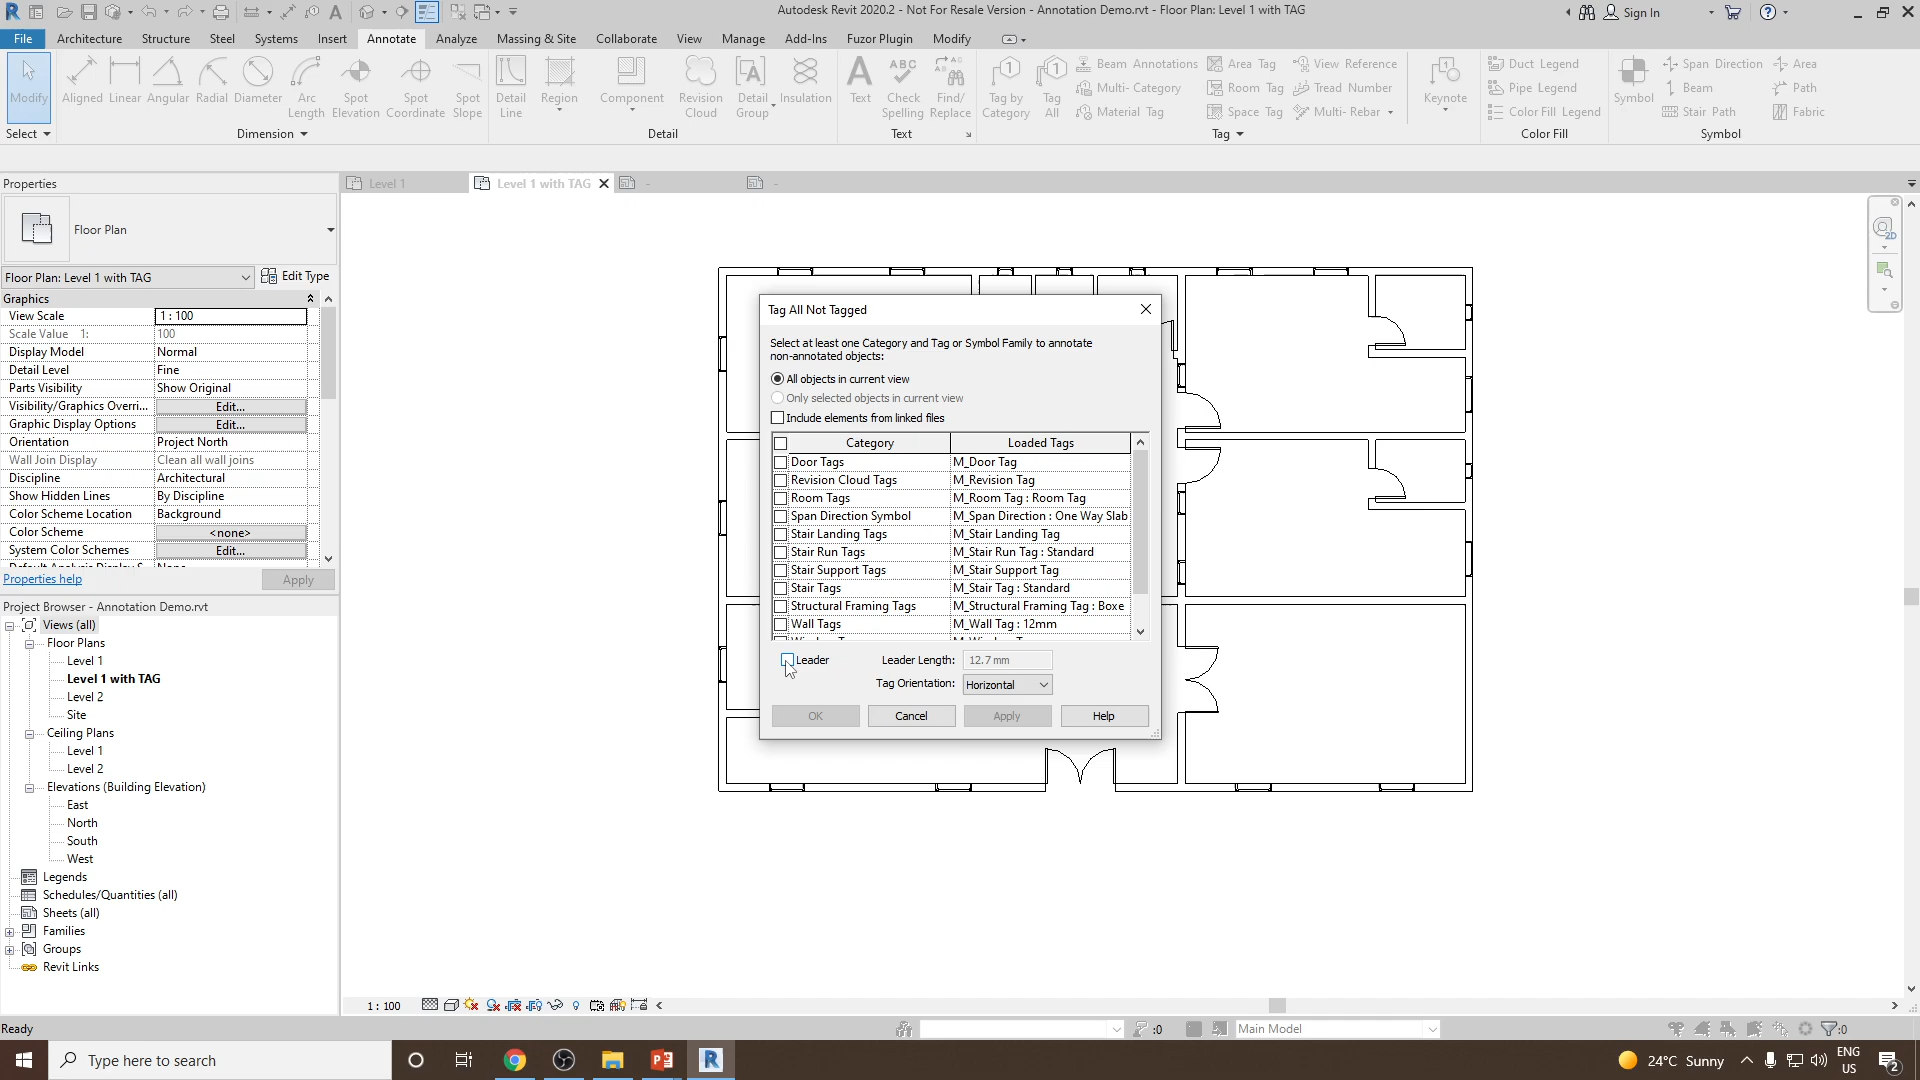 Autodesk Revit 2020.2 - Not For Resale Version - Annotation Demo.rvt - Floor Plan: Level 1 with TAG
Sign In
File Architecture Structure Steel Systems Insert Annotate Analyze Massing & Site Collaborate View Manage Add-Ins Fuzor Plugin Modify
Modify Aligned Linear Angular Radial Diameter Arc Length Spot Elevation Spot Coordinate Spot Slope
Detail Line Region Component Revision Cloud Detail Group Insulation
Text Check Spelling Find/ Replace
Tag by Category Tag All
Beam Annotations Area Tag View Reference
Multi- Category Room Tag Tread Number
Material Tag Space Tag Multi- Rebar
Keynote
Duct Legend
Pipe Legend
Color Fill Legend
Symbol
Span Direction Area
Beam Path
Stair Path Fabric
Select Dimension Detail Text Tag Color Fill Symbol
Properties
Level 1
Level 1 with TAG
-
-
Floor Plan
Floor Plan: Level 1 with TAG Edit Type
Graphics
View Scale 1 : 100
Scale Value 1: 100
Display Model Normal
Detail Level Fine
Parts Visibility Show Original
Visibility/Graphics Overri... Edit...
Graphic Display Options Edit...
Orientation Project North
Wall Join Display Clean all wall joins
Discipline Architectural
Show Hidden Lines By Discipline
Color Scheme Location Background
Color Scheme <none>
System Color Schemes Edit...
Properties help Apply
Project Browser - Annotation Demo.rvt
Views (all)
Floor Plans
Level 1
Level 1 with TAG
Level 2
Site
Ceiling Plans
Level 1
Level 2
Elevations (Building Elevation)
East
North
South
West
Legends
Schedules/Quantities (all)
Sheets (all)
Families
Groups
Revit Links
Tag All Not Tagged
Select at least one Category and Tag or Symbol Family to annotate
non-annotated objects:
All objects in current view
Only selected objects in current view
Include elements from linked files
Category Loaded Tags
Door Tags M_Door Tag
Revision Cloud Tags M_Revision Tag
Room Tags M_Room Tag : Room Tag
Span Direction Symbol M_Span Direction : One Way Slab
Stair Landing Tags M_Stair Landing Tag
Stair Run Tags M_Stair Run Tag : Standard
Stair Support Tags M_Stair Support Tag
Stair Tags M_Stair Tag : Standard
Structural Framing Tags M_Structural Framing Tag : Boxe
Wall Tags M_Wall Tag : 12mm
Leader Leader Length: 12.7 mm
Tag Orientation: Horizontal
OK Cancel Apply Help
2D
1 : 100
Ready
:0
Main Model
:0
Type here to search
24°C Sunny
ENG
US
2